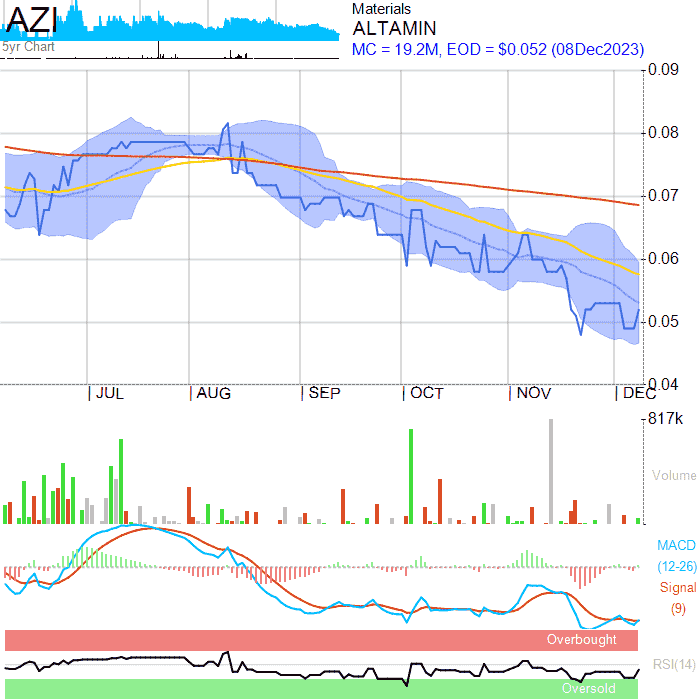 AZI
5yr Chart
Materials
ALTAMIN
MC = 19.2M, EOD = $0.052 (08Dec2023)
0.09
0.08
0.07
0.06
0.05
0.04
JUL AUG SEP OCT NOV DEC
817k
Volume
MACD
(12-26)
Signal
(9)
Overbought
RSI(14)
Oversold